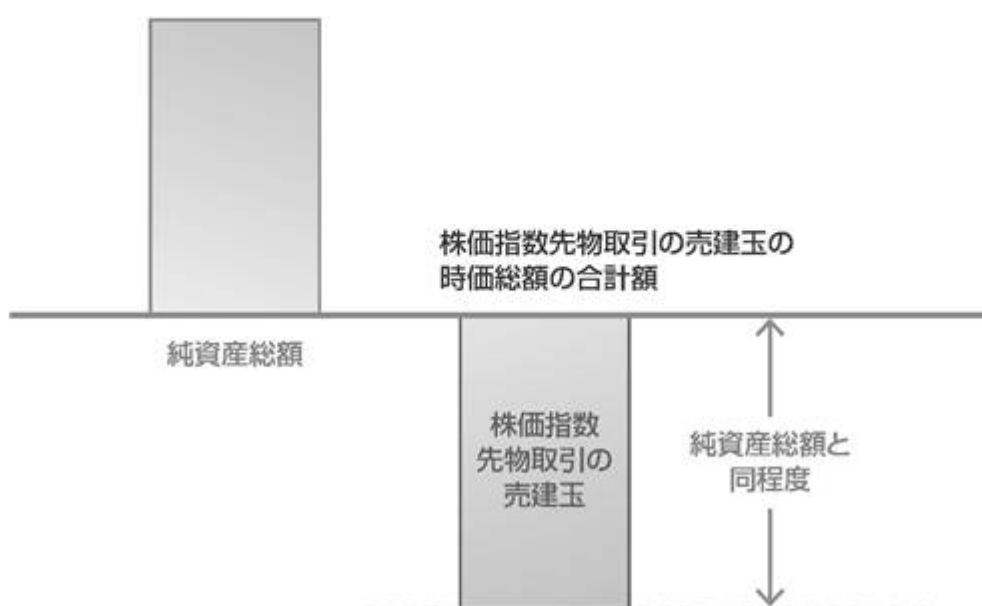 株価指数先物取引の売建玉の
時価総額の合計額
純資産総額
株価指数
先物取引の
売建玉
純資産総額と
同程度